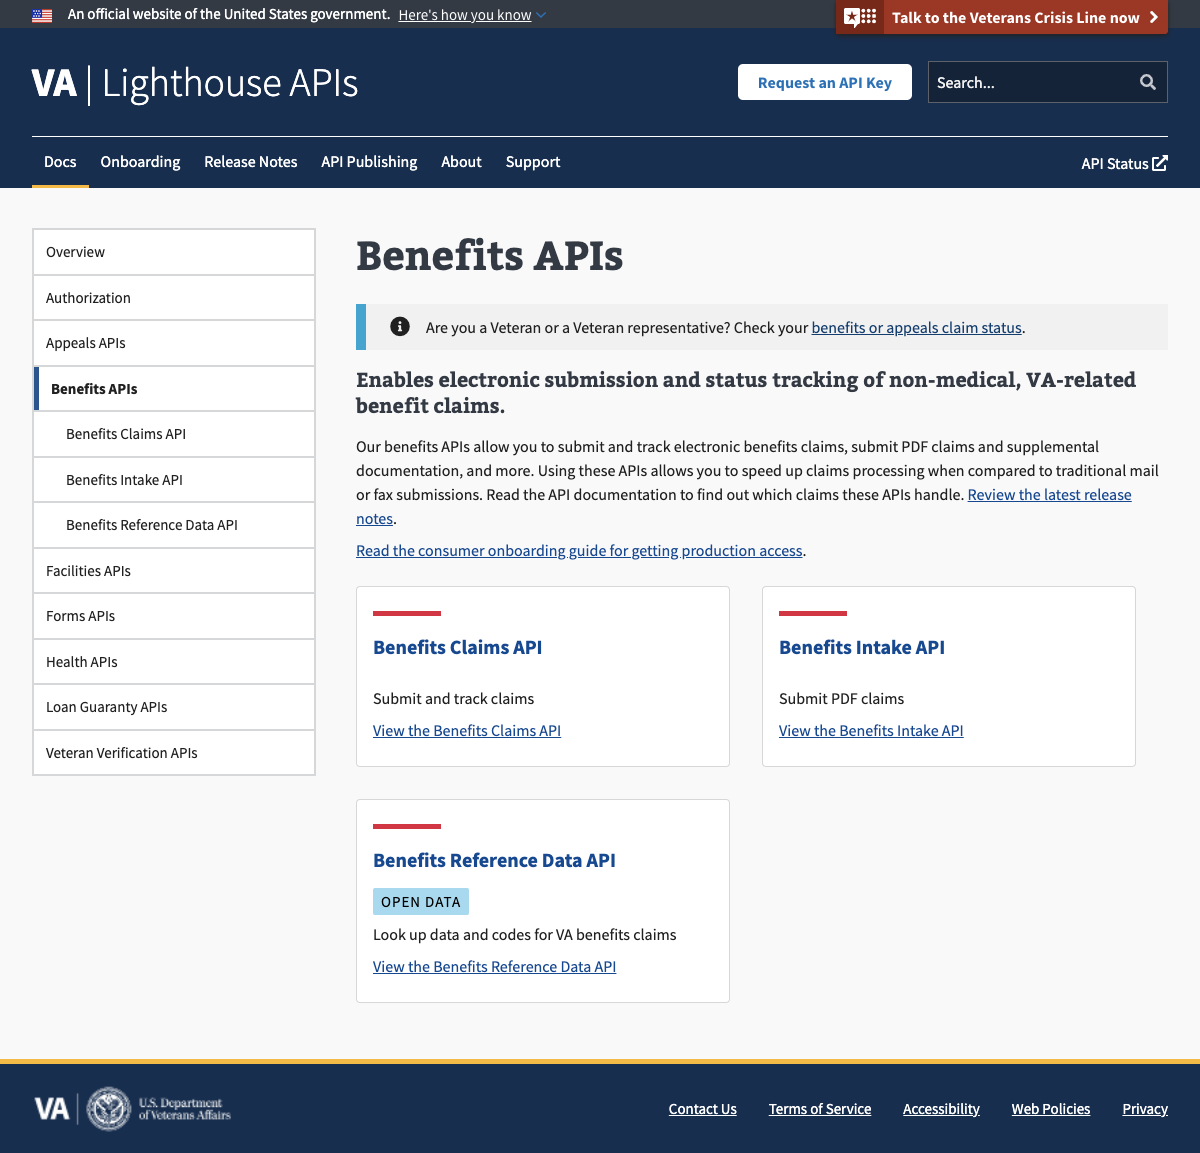 An official website of the United States government. Here's how you know
Talk to the Veterans Crisis Line now
VA | Lighthouse APIs
Request an API Key
Search...
Docs Onboarding Release Notes API Publishing About Support
API Status
Overview
Authorization
Appeals APIs
Benefits APIs
Benefits Claims API
Benefits Intake API
Benefits Reference Data API
Facilities APIs
Forms APIs
Health APIs
Loan Guaranty APIs
Veteran Verification APIs
Benefits APIs
Are you a Veteran or a Veteran representative? Check your benefits or appeals claim status.
Enables electronic submission and status tracking of non-medical, VA-related
benefit claims.
Our benefits APIs allow you to submit and track electronic benefits claims, submit PDF claims and supplemental
documentation, and more. Using these APIs allows you to speed up claims processing when compared to traditional mail
or fax submissions. Read the API documentation to find out which claims these APIs handle. Review the latest release
notes.
Read the consumer onboarding guide for getting production access.
Benefits Claims API
Submit and track claims
View the Benefits Claims API
Benefits Intake API
Submit PDF claims
View the Benefits Intake API
Benefits Reference Data API
OPEN DATA
Look up data and codes for VA benefits claims
View the Benefits Reference Data API
VA
U.S. Department
of Veterans Affairs
Contact Us
Terms of Service
Accessibility
Web Policies
Privacy